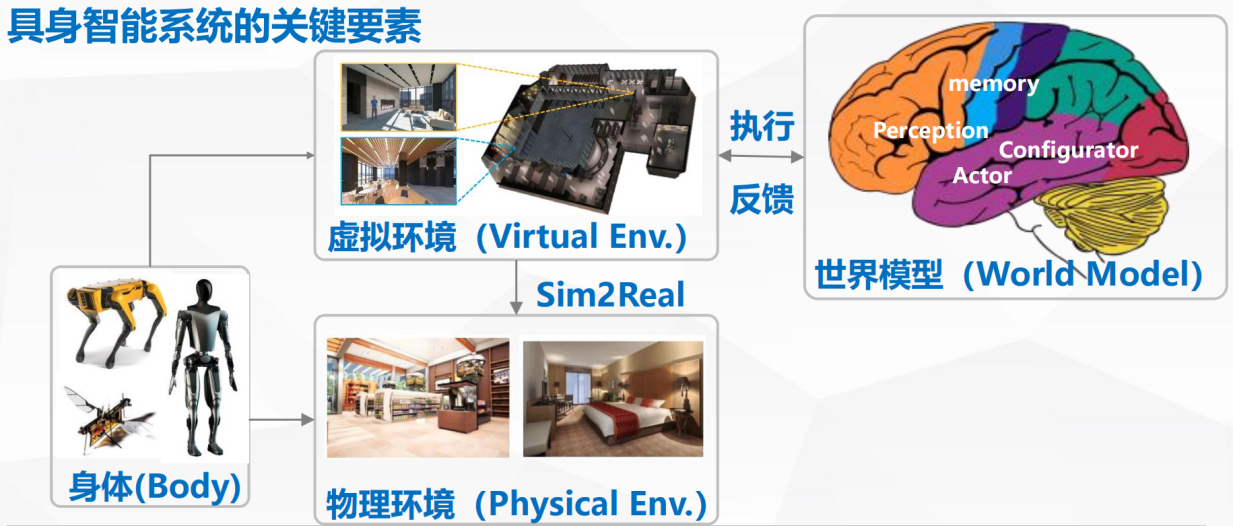 具身智能系统的关键要素
memory
Perception
Configurator
Actor
执行
反馈
虚拟环境（Virtual Env.）
世界模型（World Model）
Sim2Real
身体(Body)
物理环境（Physical Env.）